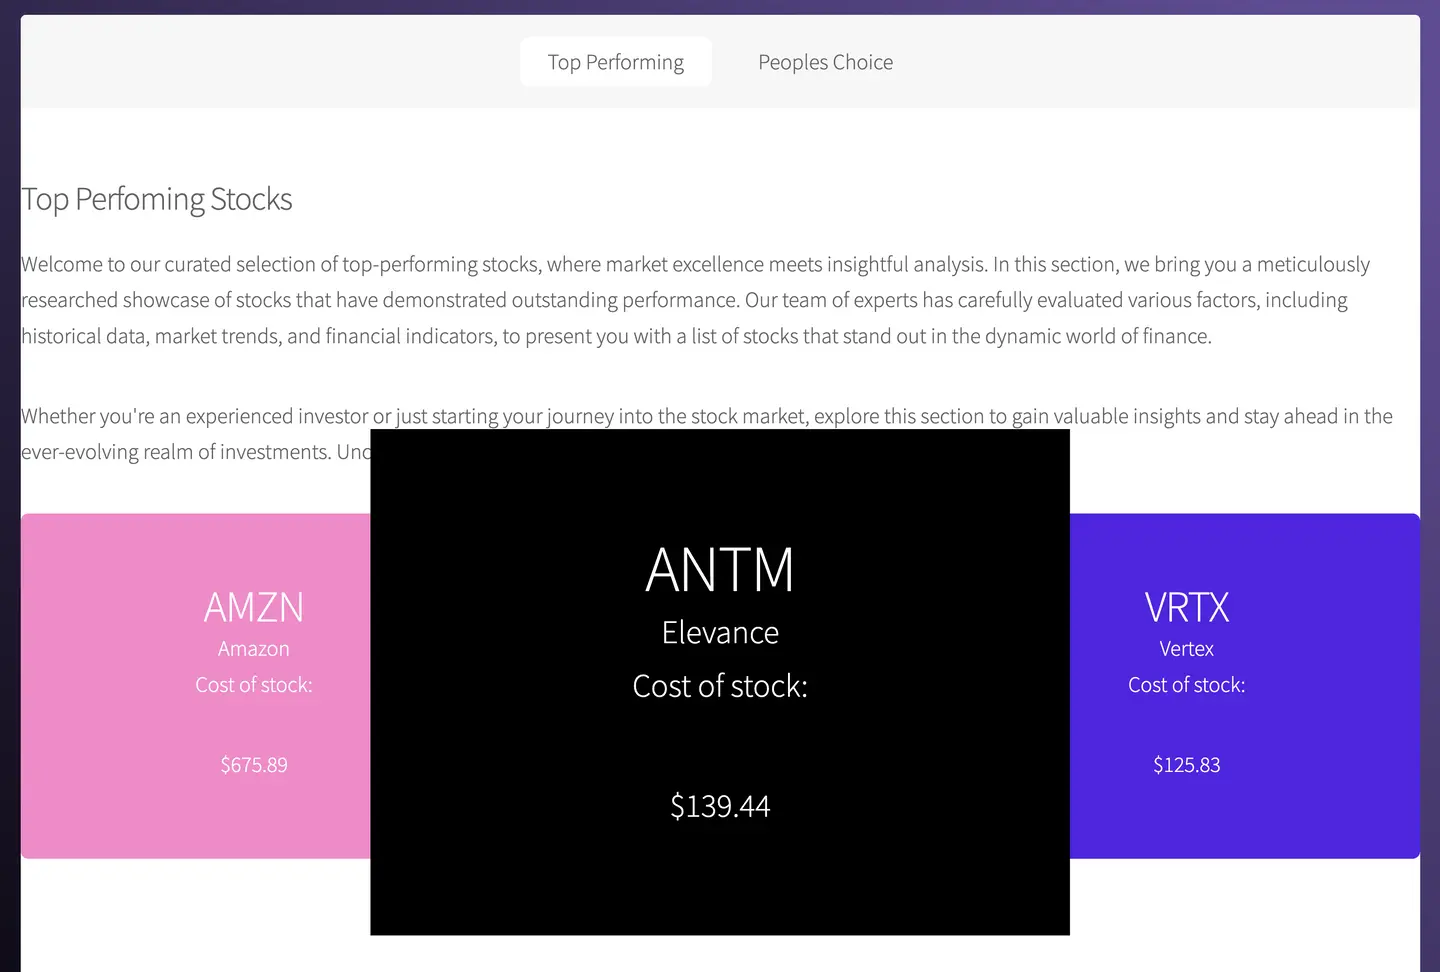 Top Performing Peoples Choice
Top Perfoming Stocks
Welcome to our curated selection of top-performing stocks, where market excellence meets insightful analysis. In this section, we bring you a meticulously
researched showcase of stocks that have demonstrated outstanding performance. Our team of experts has carefully evaluated various factors, including
historical data, market trends, and financial indicators, to present you with a list of stocks that stand out in the dynamic world of finance.
Whether you're an experienced investor or just starting your journey into the stock market, explore this section to gain valuable insights and stay ahead in the
ever-evolving realm of investments.
AMZN
Amazon
Cost of stock:
$675.89
ANTM
Elevance
Cost of stock:
$139.44
VRTX
Vertex
Cost of stock:
$125.83